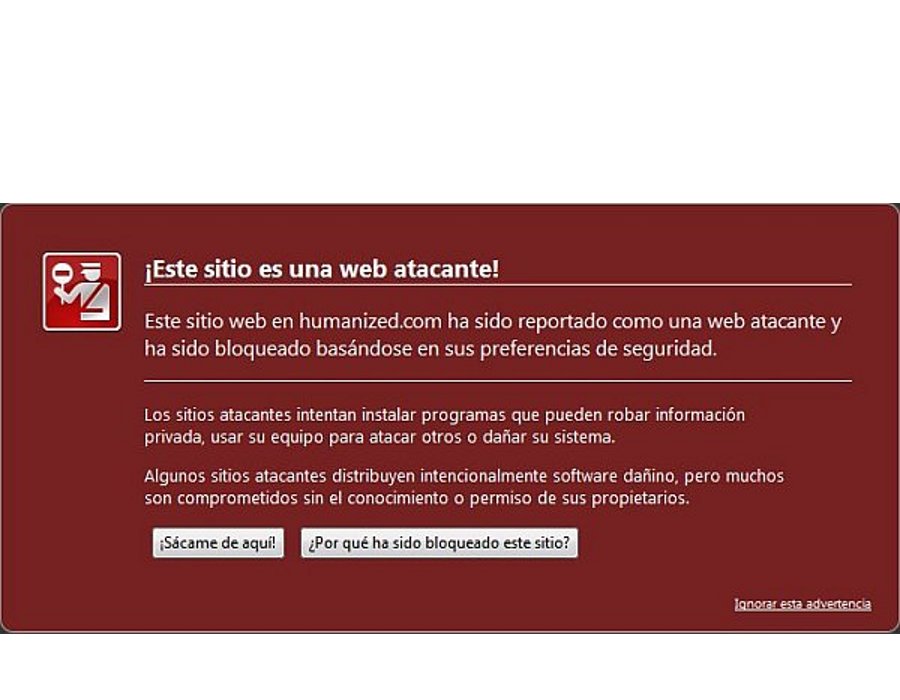 ¡Este sitio es una web atacante!
Este sitio web en humanized.com ha sido reportado como una web atacante y
ha sido bloqueado basándose en sus preferencias de seguridad.
Los sitios atacantes intentan instalar programas que pueden robar información
privada, usar su equipo para atacar otros o dañar su sistema.
Algunos sitios atacantes distribuyen intencionalmente software dañino, pero muchos
son comprometidos sin el conocimiento o permiso de sus propietarios.
¡Sácame de aquí! ¿Por qué ha sido bloqueado este sitio?
Ignorar esta advertencia